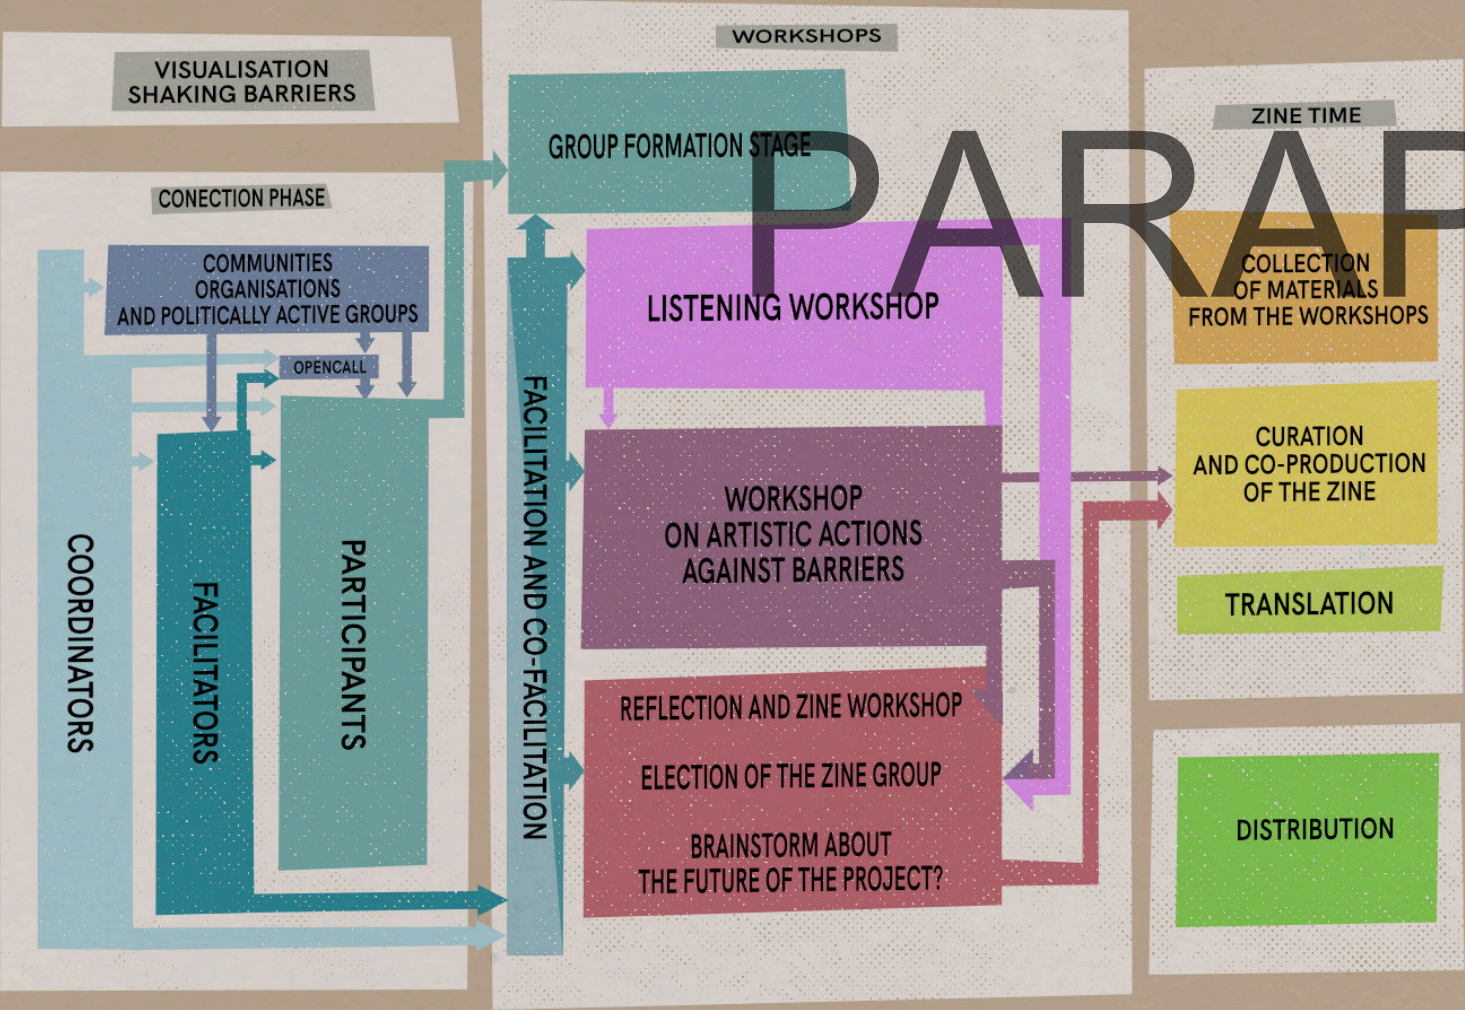 VISUALISATION
SHAKING BARRIERS
CONECTION PHASE
COMMUNITIES
ORGANISATIONS
AND POLITICALLY ACTIVE GROUPS
OPENCALL
COORDINATORS
FACILITATORS
PARTICIPANTS
WORKSHOPS
GROUP FORMATION STAGE
FACILITATION AND CO-FACILITATION
LISTENING WORKSHOP
WORKSHOP
ON ARTISTIC ACTIONS
AGAINST BARRIERS
REFLECTION AND ZINE WORKSHOP
ELECTION OF THE ZINE GROUP
BRAINSTORM ABOUT
THE FUTURE OF THE PROJECT?
ZINE TIME
PARAP
COLLECTION
OF MATERIALS
FROM THE WORKSHOPS
CURATION
AND CO-PRODUCTION
OF THE ZINE
TRANSLATION
DISTRIBUTION